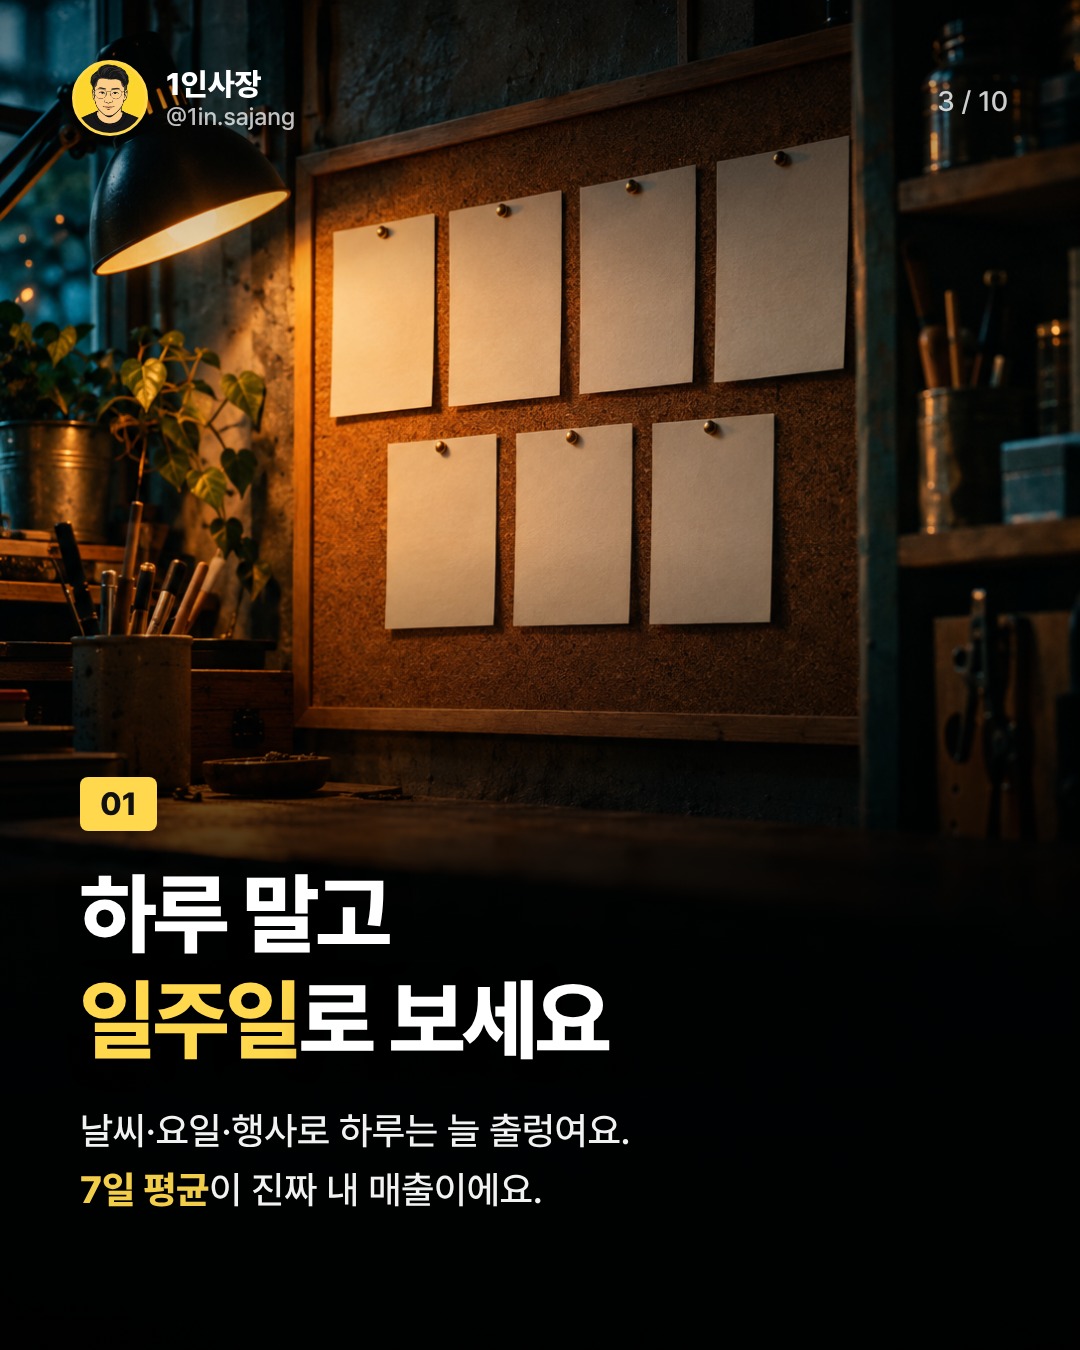 1인사장
@1in.sajang
3 / 10
01
하루 말고
일주일로 보세요
날씨·요일·행사로 하루는 늘 출렁여요.
7일 평균이 진짜 내 매출이에요.